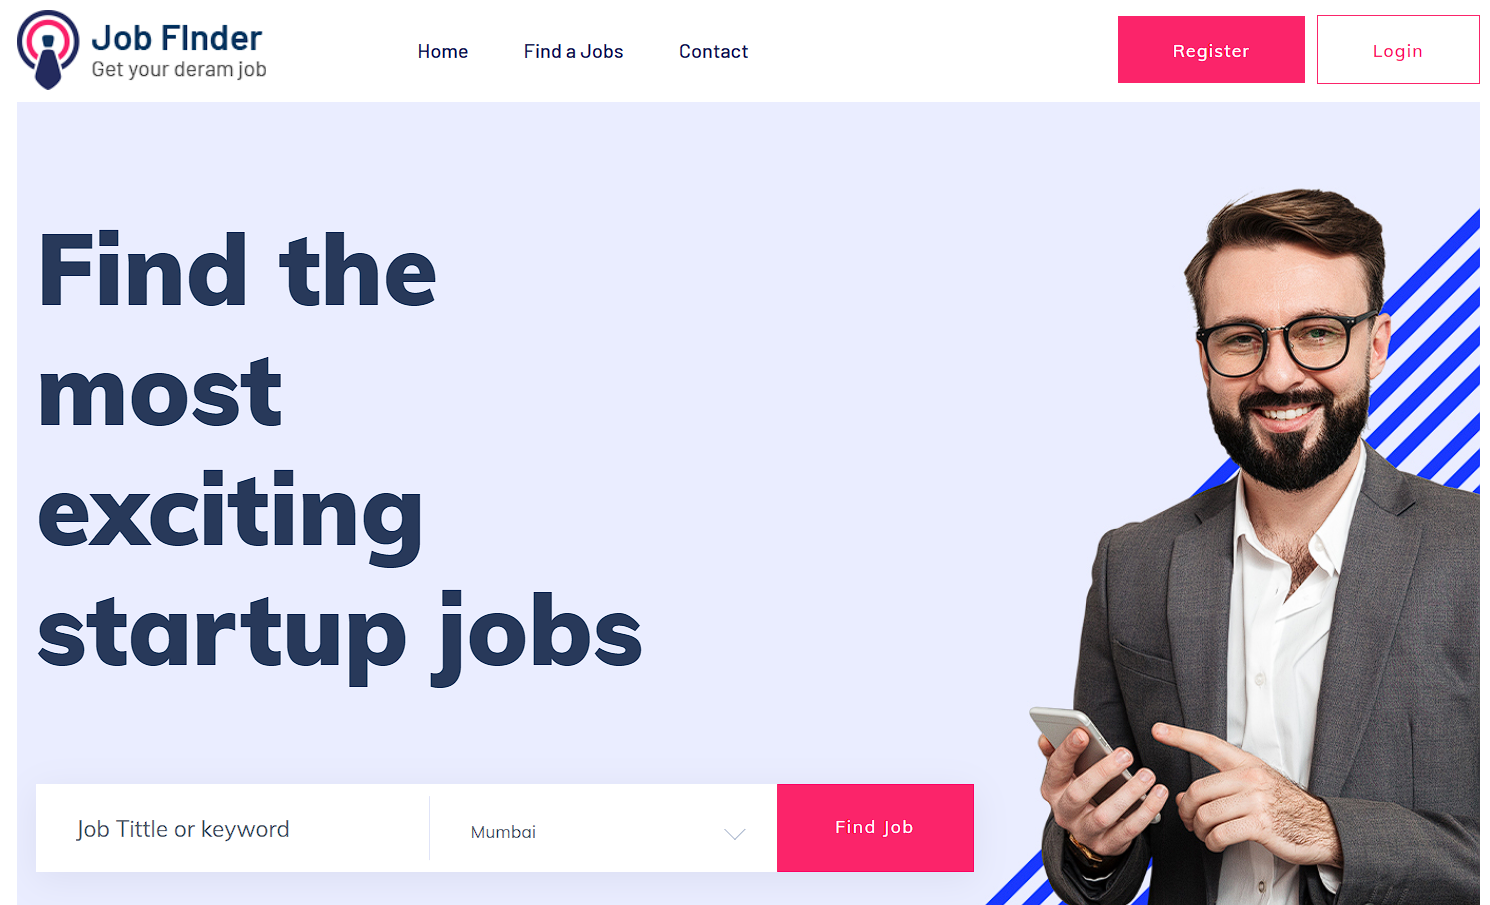 Job FInder
Get your deram job
Home
Find a Jobs
Contact
Register
Login
Find the
most
exciting
startup jobs
Job Tittle or keyword
Mumbai
Find Job